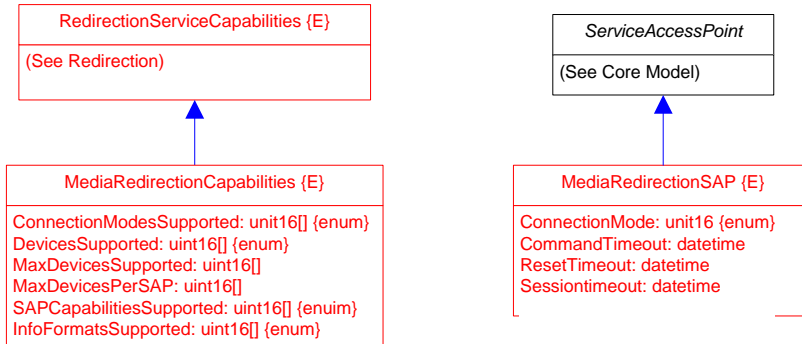 RedirectionServiceCapabilities {E}
(See Redirection)
ServiceAccessPoint
(See Core Model)
MediaRedirectionCapabilities {E}
ConnectionModesSupported: unit16[] {enum}
DevicesSupported: uint16[] {enum}
MaxDevicesSupported: uint16[]
MaxDevicesPerSAP: uint16[]
SAPCapabilitiesSupported: uint16[] {enuim}
InfoFormatsSupported: uint16[] {enum}
MediaRedirectionSAP {E}
ConnectionMode: unit16 {enum}
CommandTimeout: datetime
ResetTimeout: datetime
Sessiontimeout: datetime